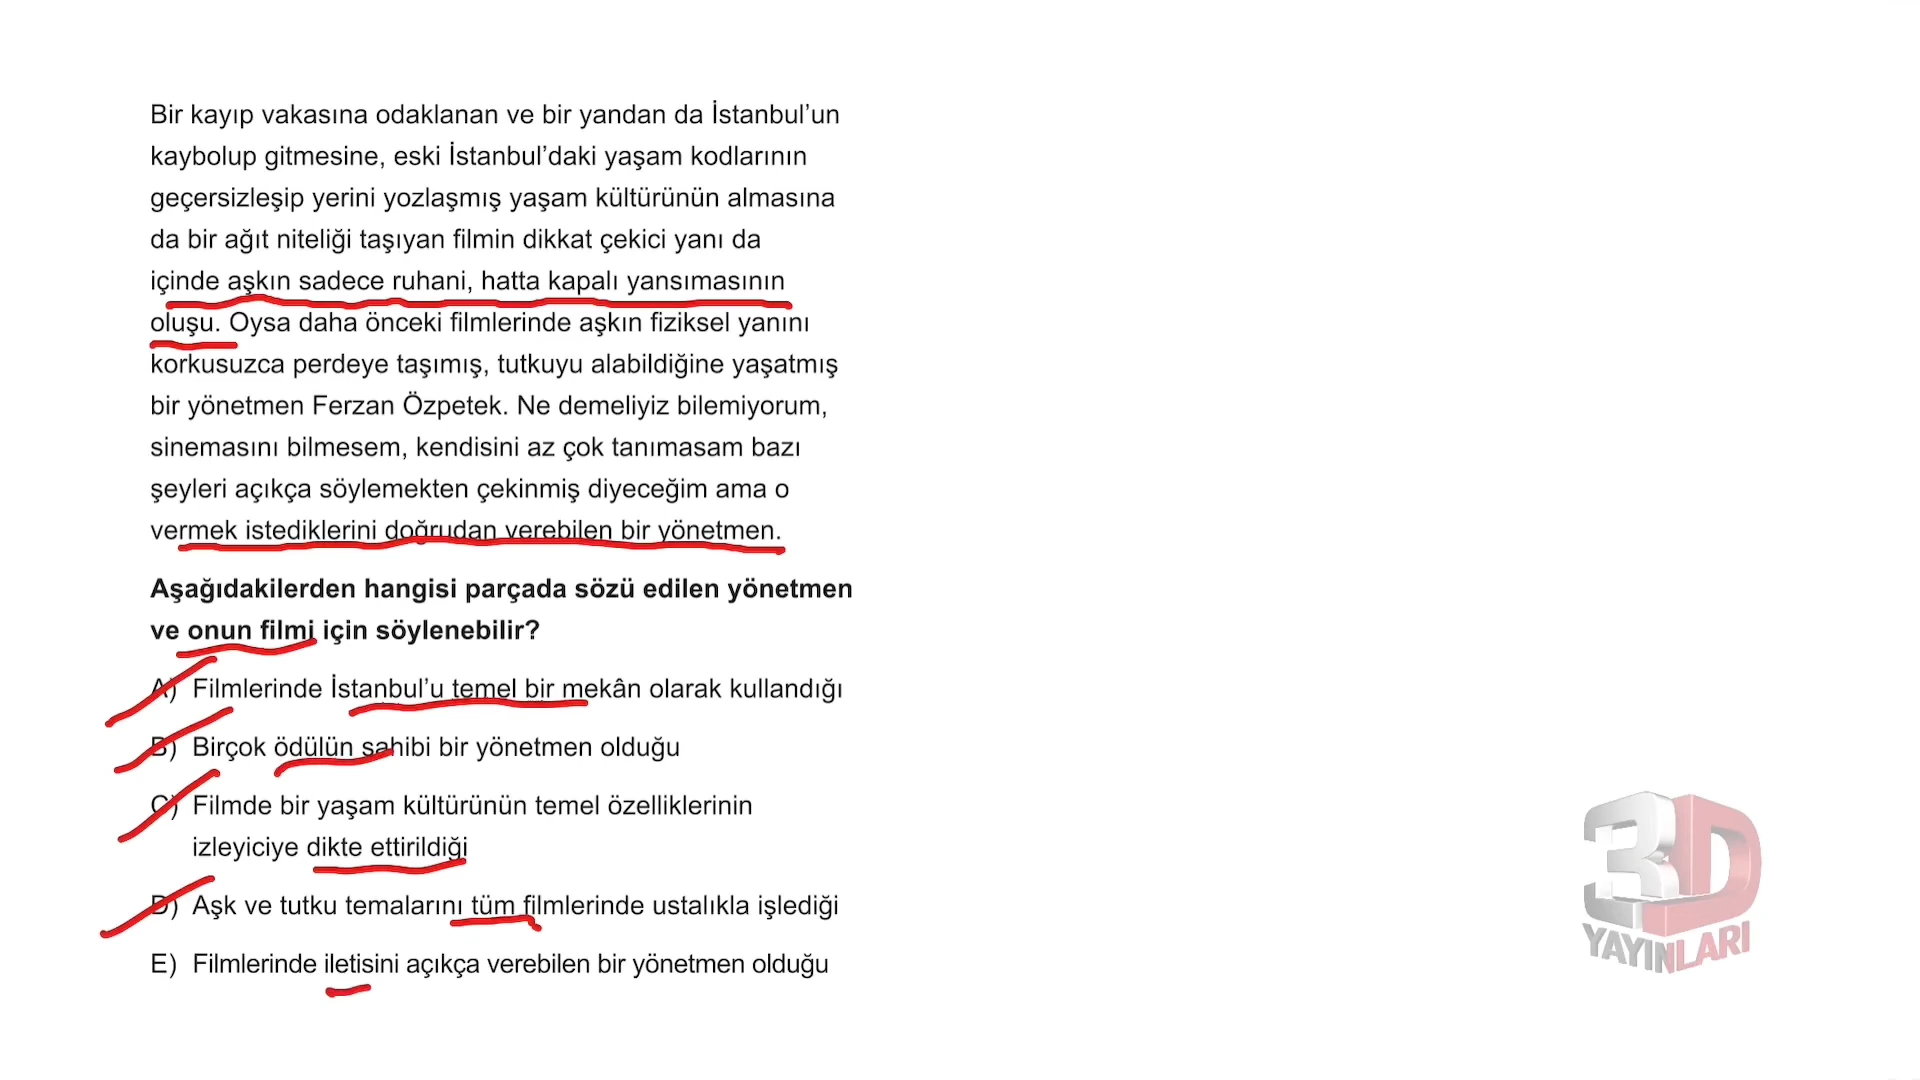 Bir kayıp vakasına odaklanan ve bir yandan da İstanbul’un
kaybolup gitmesine, eski İstanbul’daki yaşam kodlarının
geçersizleşip yerini yozlaşmış yaşam kültürünün almasına
da bir ağıt niteliği taşıyan filmin dikkat çekici yanı da
içinde aşkın sadece ruhani, hatta kapalı yansımasının
oluşu. Oysa daha önceki filmlerinde aşkın fiziksel yanını
korkusuzca perdeye taşımış, tutkuyu alabildiğine yaşatmış
bir yönetmen Ferzan Özpetek. Ne demeliyiz bilemiyorum,
sinemasını bilmesem, kendisini az çok tanımasam bazı
şeyleri açıkça söylemekten çekinmiş diyeceğim ama o
vermek istediklerini doğrudan verebilen bir yönetmen.
Aşağıdakilerden hangisi parçada sözü edilen yönetmen
ve onun filmi için söylenebilir?
A) Filmlerinde İstanbul’u temel bir mekân olarak kullandığı
B) Birçok ödülün sahibi bir yönetmen olduğu
C) Filmde bir yaşam kültürünün temel özelliklerinin
izleyiciye dikte ettirildiği
D) Aşk ve tutku temalarını tüm filmlerinde ustalıkla işlediği
E) Filmlerinde iletisini açıkça verebilen bir yönetmen olduğu
3D
YAYINLARI